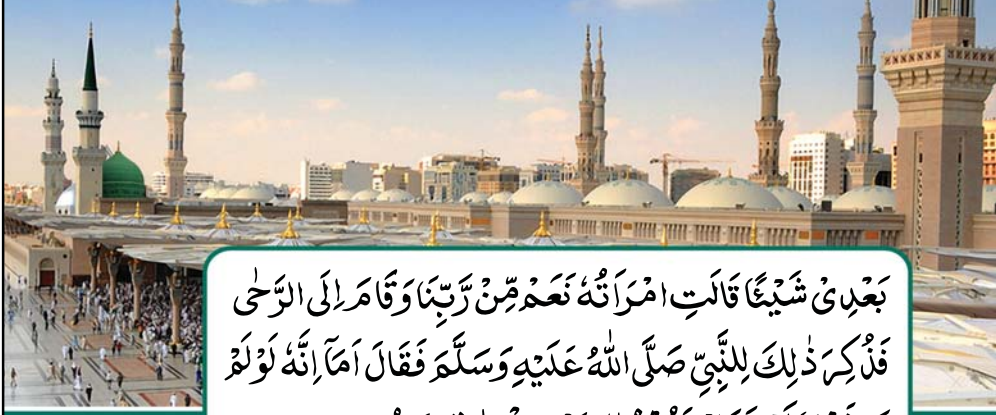 بَعْدِیْ شَیْئًا قَالَتِ امْرَاَتُهٗ نَعَمْ مِّنْ رَّبِّنَا وَقَامَ اِلَی الرَّحٰی
فَذُکِرَ ذٰلِكَ لِلنَّبِیِّ صَلَّی اللّٰهُ عَلَیْهِ وَسَلَّمَ فَقَالَ اَمَا اِنَّهٗ لَوْ لَمْ